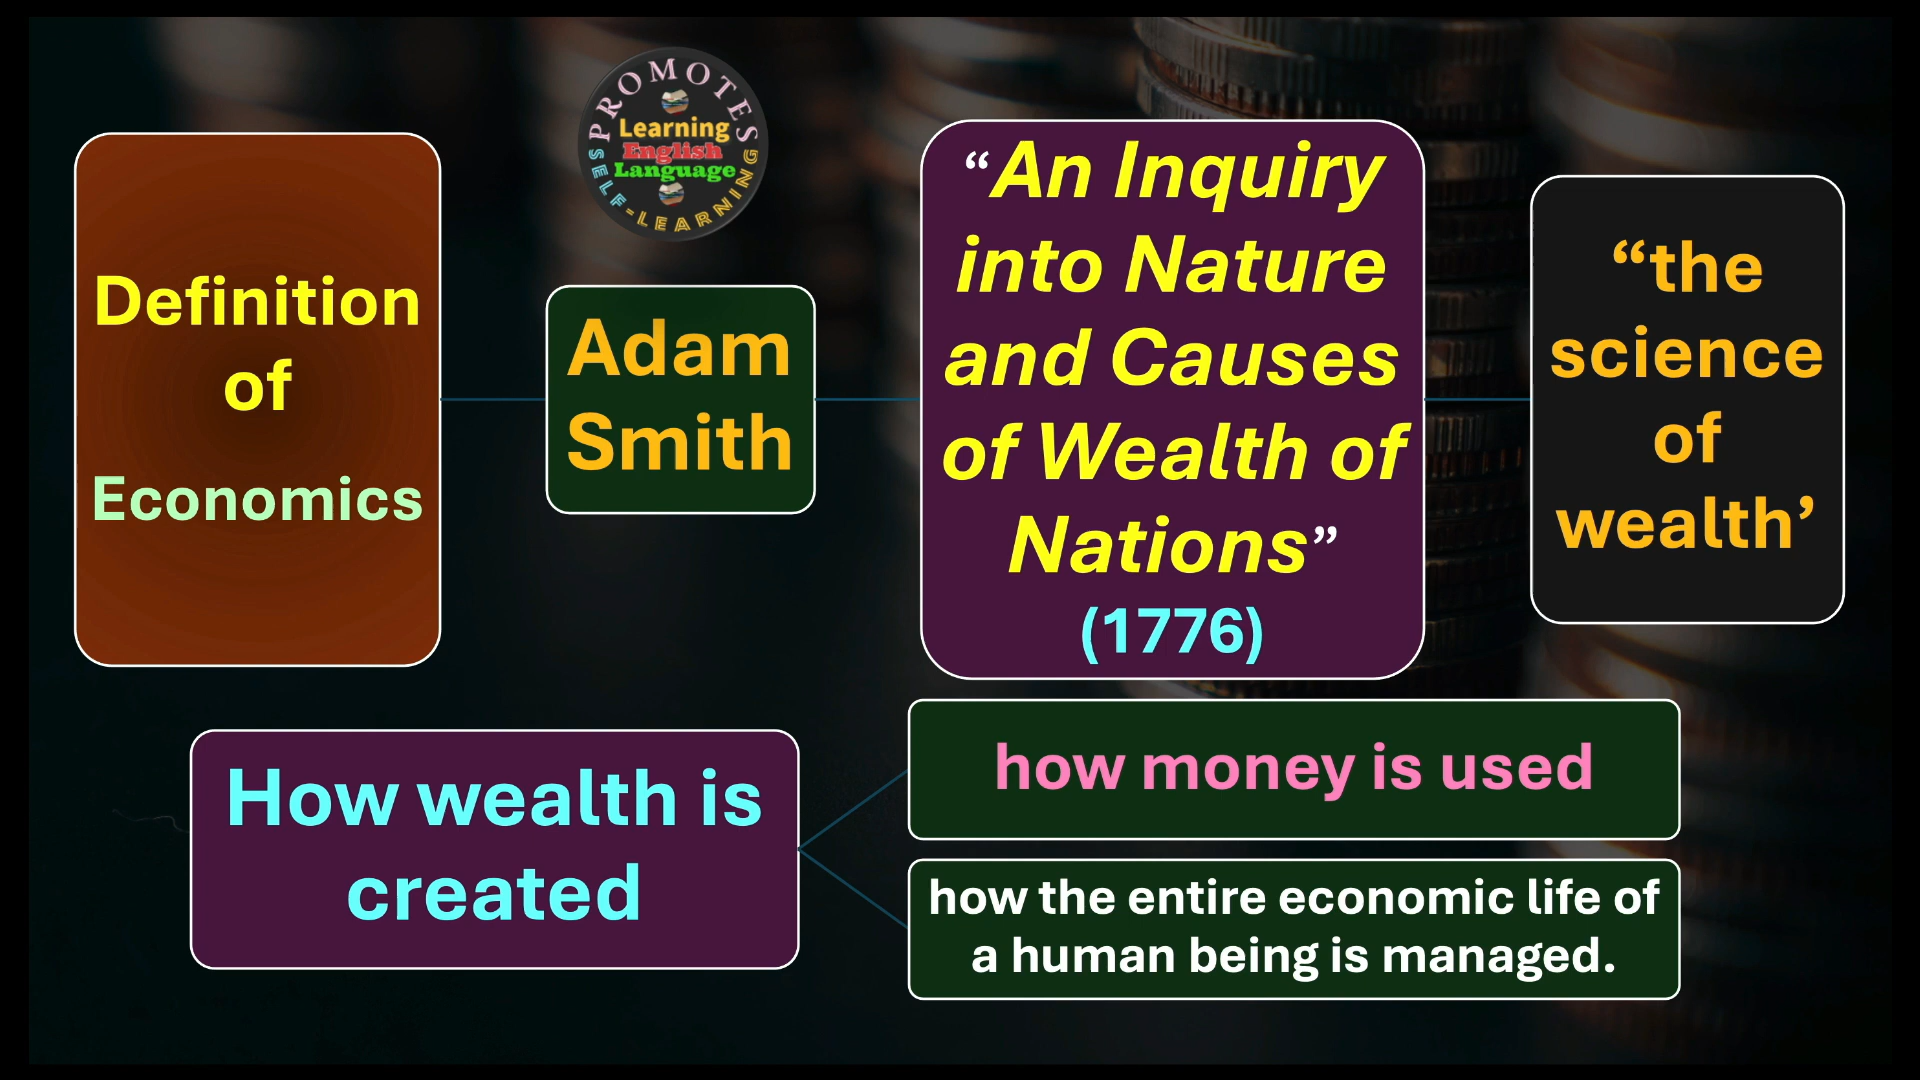 PROMOTES
Learning
English
Language
SELF-LEARNING
Definition
of
Economics
Adam
Smith
“An Inquiry
into Nature
and Causes
of Wealth of
Nations”
(1776)
“the
science
of
wealth’
How wealth is
created
how money is used
how the entire economic life of
a human being is managed.